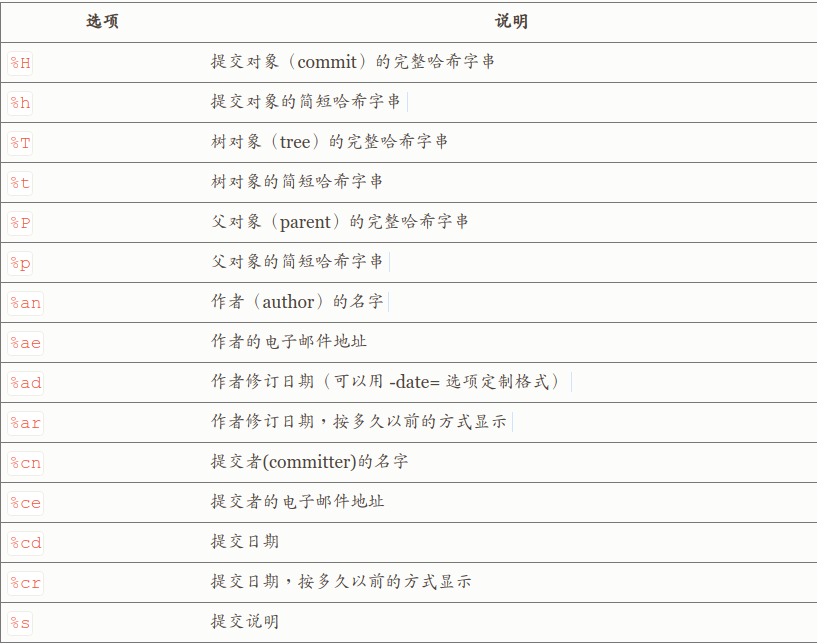 选项 说明
%H 提交对象（commit）的完整哈希字串
%h 提交对象的简短哈希字串
%T 树对象（tree）的完整哈希字串
%t 树对象的简短哈希字串
%P 父对象（parent）的完整哈希字串
%p 父对象的简短哈希字串
%an 作者（author）的名字
%ae 作者的电子邮件地址
%ad 作者修订日期（可以用 -date= 选项定制格式）
%ar 作者修订日期，按多久以前的方式显示
%cn 提交者(committer)的名字
%ce 提交者的电子邮件地址
%cd 提交日期
%cr 提交日期，按多久以前的方式显示
%s 提交说明